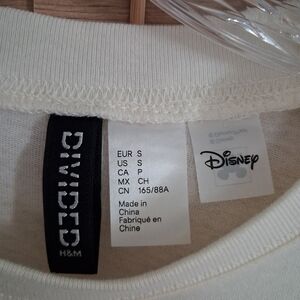 DIVIDED
H&M
EUR S
US S
CA P
MX CH
CN 165/88A
Made in
China
Fabriqué en
Chine
Disney